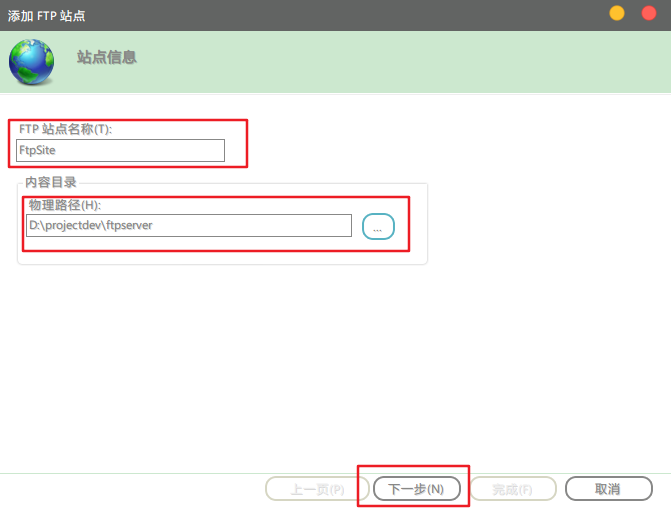 添加 FTP 站点
站点信息
FTP 站点名称(T):
FtpSite
内容目录
物理路径(H):
D:\projectdev\ftpserver
...
上一页(P) 下一步(N) 完成(F) 取消